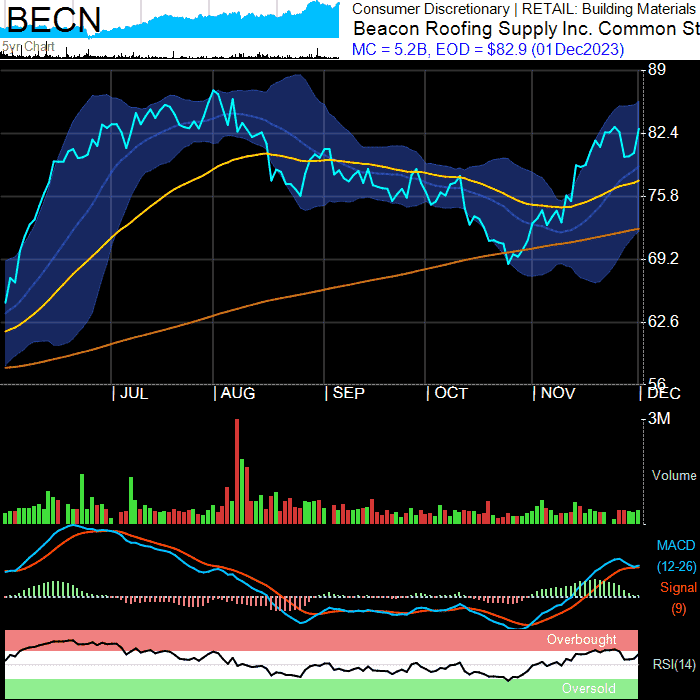 BECN
5yr Chart
Consumer Discretionary | RETAIL: Building Materials
Beacon Roofing Supply Inc. Common St
MC = 5.2B, EOD = $82.9 (01Dec2023)
89
82.4
75.8
69.2
62.6
56
JUL AUG SEP OCT NOV DEC
3M
Volume
MACD
(12-26)
Signal
(9)
Overbought
RSI(14)
Oversold